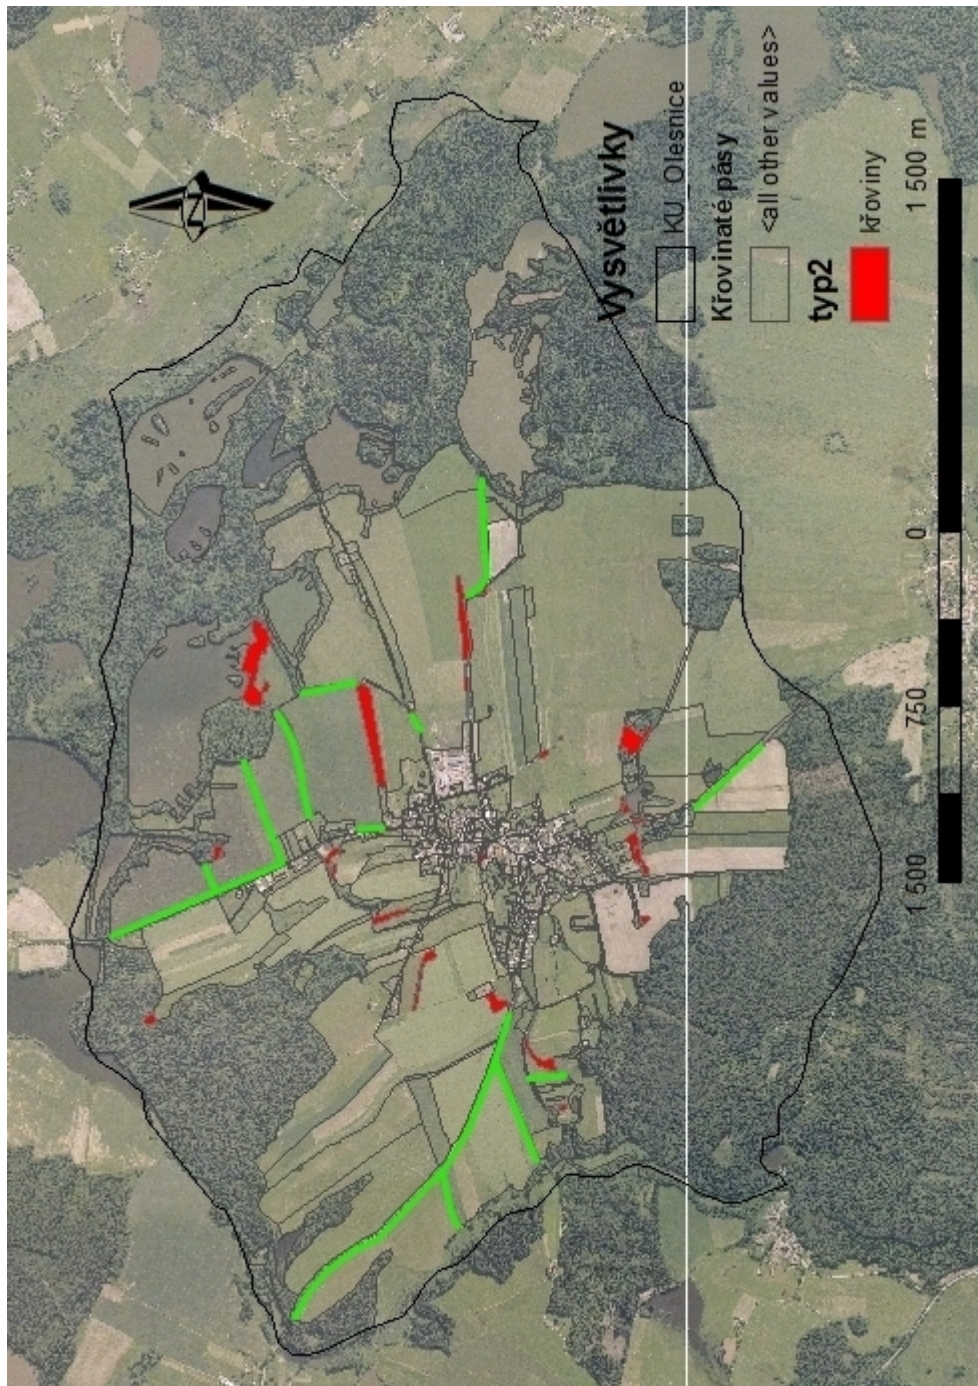 N
Vysvětlivky
KU_Olesnice
Křovinaté pásy
<all other values>
typ2
křoviny
1 500 750 0 1 500 m